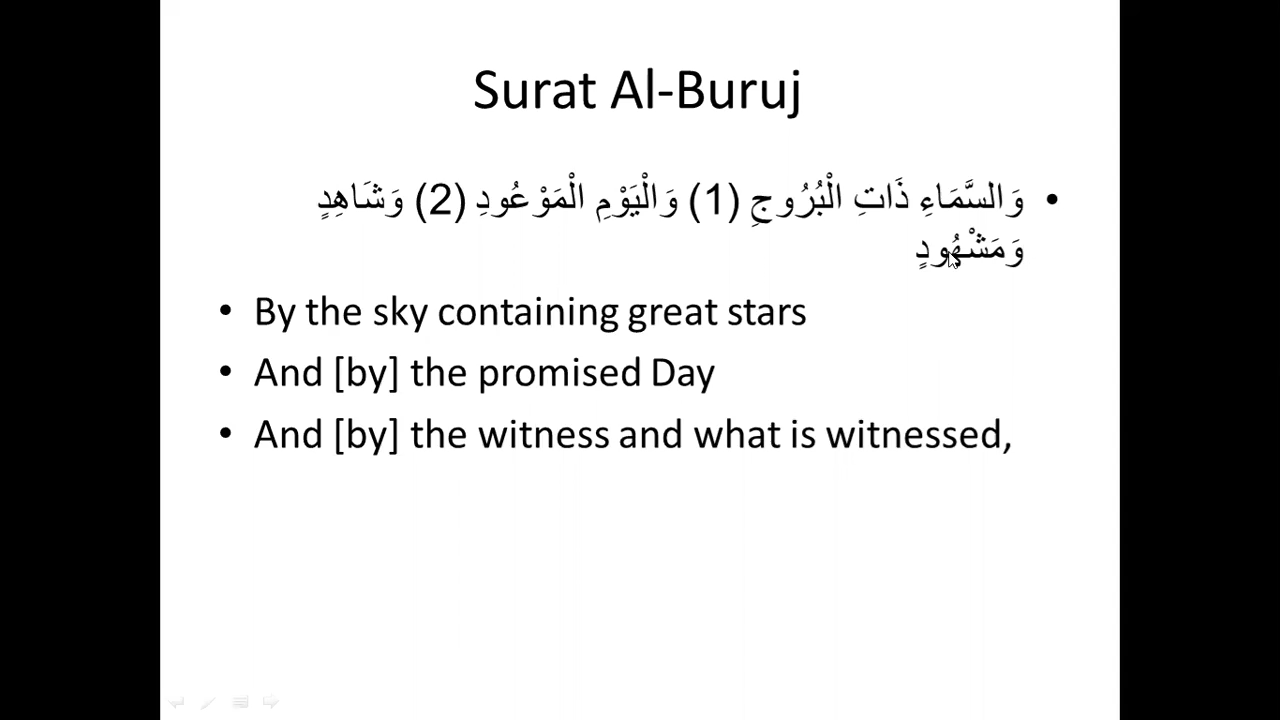 Surat Al-Buruj
• وَالسَّمَاءِ ذَاتِ الْبُرُوجِ (1) وَالْيَوْمِ الْمَوْعُودِ (2) وَشَاهِدٍ
وَمَشْهُودٍ
• By the sky containing great stars
• And [by] the promised Day
• And [by] the witness and what is witnessed,